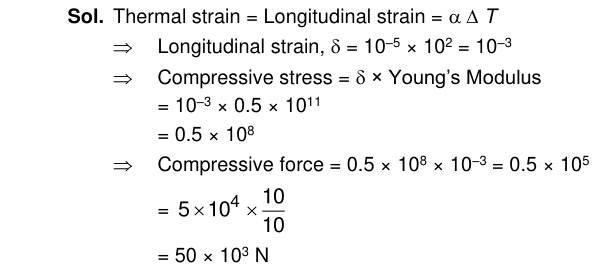 Sol. Thermal strain = Longitudinal strain = α Δ T
⇒ Longitudinal strain, δ = 10⁻⁵ × 10² = 10⁻³
⇒ Compressive stress = δ × Young's Modulus
= 10⁻³ × 0.5 × 10¹¹
= 0.5 × 10⁸
⇒ Compressive force = 0.5 × 10⁸ × 10⁻³ = 0.5 × 10⁵
= 5×10⁴ × 10/10
= 50 × 10³ N